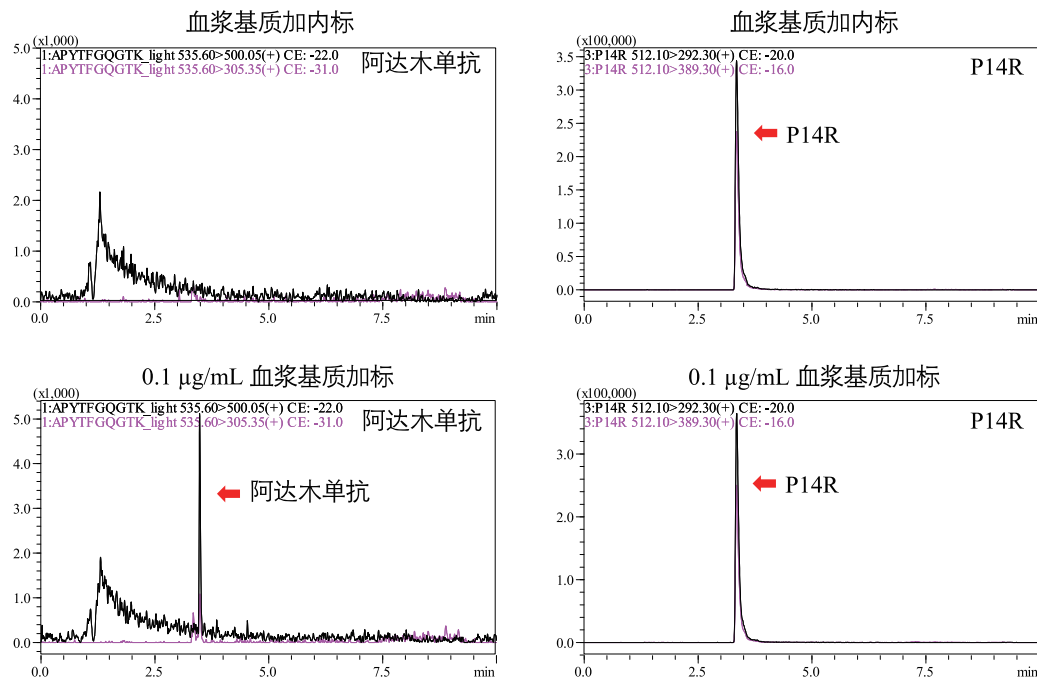 血浆基质加内标
(x1,000)
1:APYTFGQGTK_light 535.60>500.05(+) CE: -22.0
1:APYTFGQGTK_light 535.60>305.35(+) CE: -31.0
阿达木单抗
5.0
4.0
3.0
2.0
1.0
0.0
0.0 2.5 5.0 7.5 min
血浆基质加内标
(x100,000)
3:P14R 512.10>292.30(+) CE: -20.0
3:P14R 512.10>389.30(+) CE: -16.0
P14R
P14R
3.5
3.0
2.5
2.0
1.5
1.0
0.5
0.0
0.0 2.5 5.0 7.5 min
0.1 μg/mL 血浆基质加标
(x1,000)
1:APYTFGQGTK_light 535.60>500.05(+) CE: -22.0
1:APYTFGQGTK_light 535.60>305.35(+) CE: -31.0
阿达木单抗
阿达木单抗
5.0
4.0
3.0
2.0
1.0
0.0
0.0 2.5 5.0 7.5 min
0.1 μg/mL 血浆基质加标
(x100,000)
3:P14R 512.10>292.30(+) CE: -20.0
3:P14R 512.10>389.30(+) CE: -16.0
P14R
P14R
3.0
2.0
1.0
0.0
0.0 2.5 5.0 7.5 min